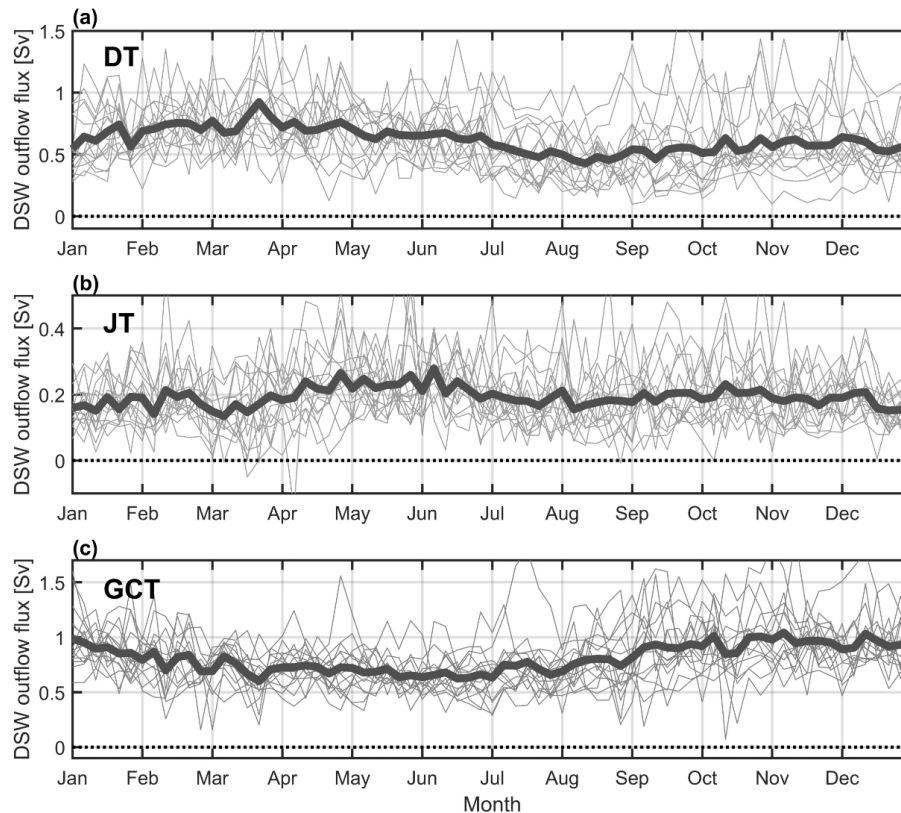 (a)
DT
DSW outflow flux [Sv]
1.5
1
0.5
0
Jan Feb Mar Apr May Jun Jul Aug Sep Oct Nov Dec
(b)
JT
DSW outflow flux [Sv]
0.4
0.2
0
Jan Feb Mar Apr May Jun Jul Aug Sep Oct Nov Dec
(c)
GCT
DSW outflow flux [Sv]
1.5
1
0.5
0
Jan Feb Mar Apr May Jun Jul Aug Sep Oct Nov Dec
Month